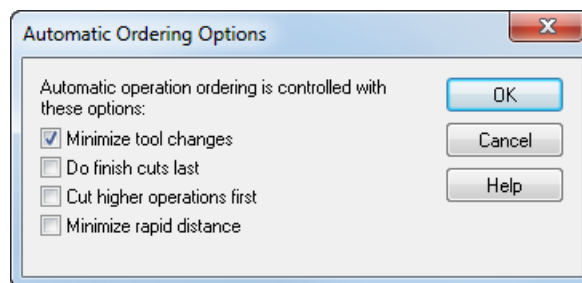 Automatic Ordering Options
Automatic operation ordering is controlled with
these options:
Minimize tool changes
Do finish cuts last
Cut higher operations first
Minimize rapid distance
OK
Cancel
Help